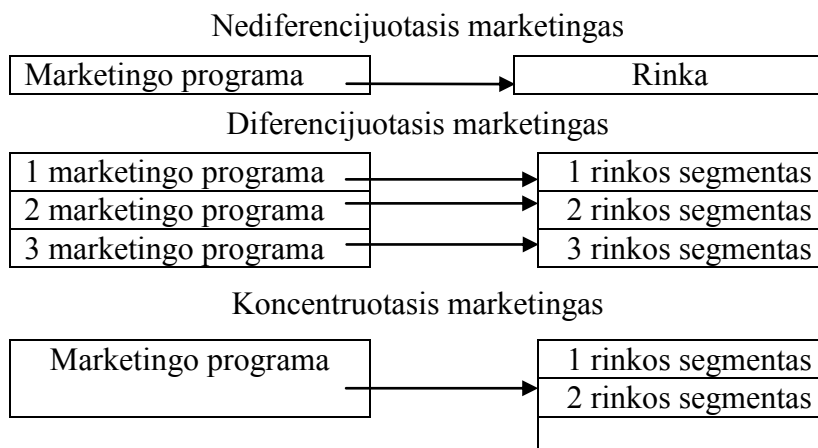 Nediferencijuotasis marketingas
Marketingo programa Rinka
Diferencijuotasis marketingas
1 marketingo programa 1 rinkos segmentas
2 marketingo programa 2 rinkos segmentas
3 marketingo programa 3 rinkos segmentas
Koncentruotasis marketingas
Marketingo programa 1 rinkos segmentas
2 rinkos segmentas